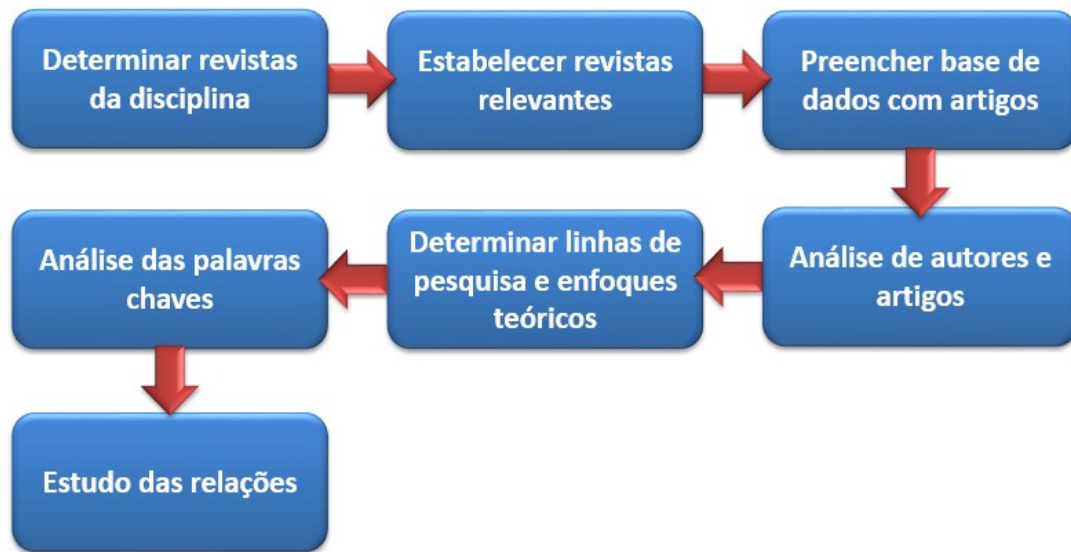 Determinar revistas
da disciplina
Estabelecer revistas
relevantes
Preencher base de
dados com artigos
Análise de autores e
artigos
Determinar linhas de
pesquisa e enfoques
teóricos
Análise das palavras
chaves
Estudo das relações